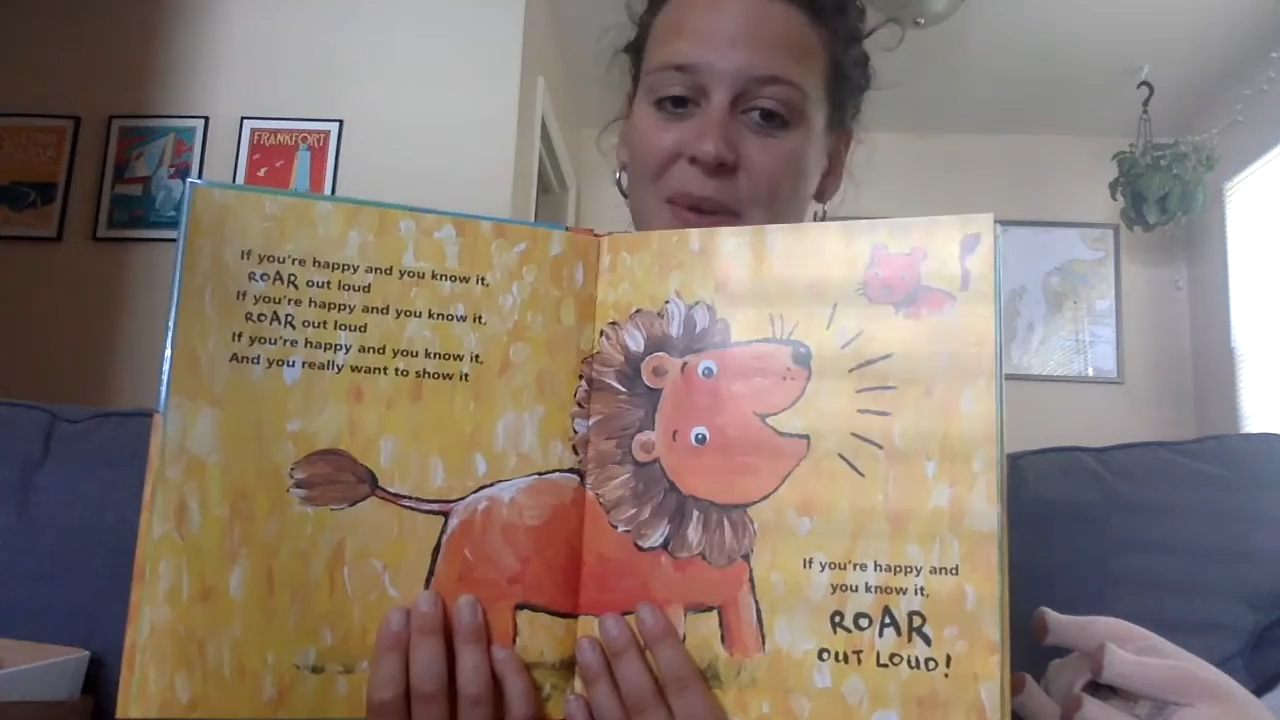 FRANKFORT
If you're happy and you know it,
ROAR out loud
If you're happy and you know it,
ROAR out loud
If you're happy and you know it,
And you really want to show it
If you're happy and
you know it,
ROAR
OUT LOUD!